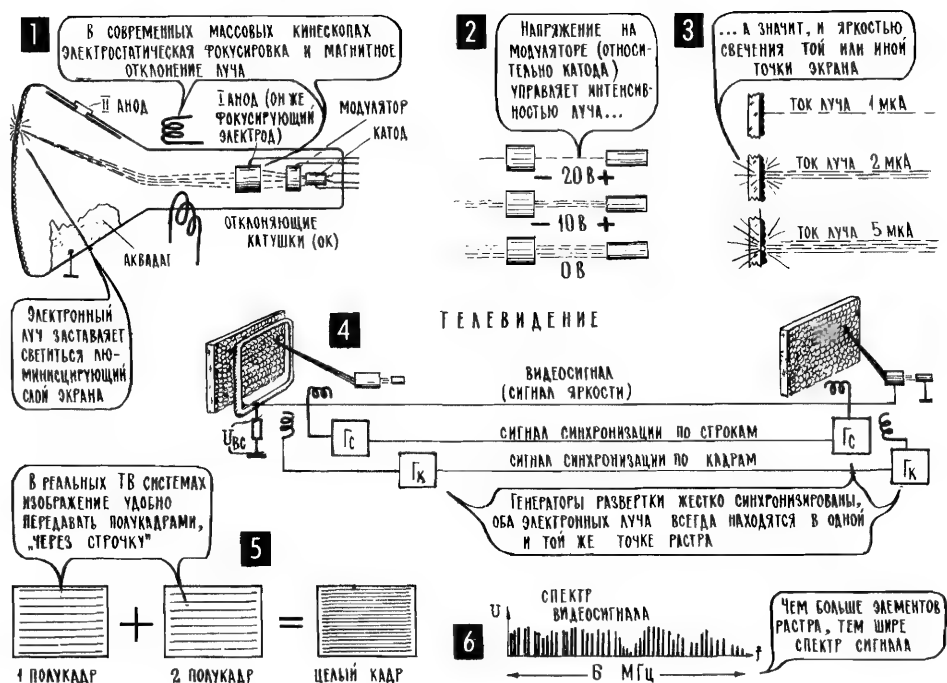 1
В СОВРЕМЕННЫХ МАССОВЫХ КИНЕСКОПАХ
ЭЛЕКТРОСТАТИЧЕСКАЯ ФОКУСИРОВКА И МАГНИТНОЕ
ОТКЛОНЕНИЕ ЛУЧА
II АНОД
I АНОД (ОН ЖЕ
ФОКУСИРУЮЩИЙ
ЭЛЕКТРОД)
МОДУЛЯТОР
КАТОД
ОТКЛОНЯЮЩИЕ
КАТУШКИ (ОК)
АКВАДАГ
ЭЛЕКТРОННЫЙ
ЛУЧ ЗАСТАВЛЯЕТ
СВЕТИТЬСЯ ЛЮ-
МИНИСЦИРУЮЩИЙ
СЛОЙ ЭКРАНА
2
НАПРЯЖЕНИЕ НА
МОДУЛЯТОРЕ (ОТНОСИ-
ТЕЛЬНО КАТОДА)
УПРАВЛЯЕТ ИНТЕНСИВ-
НОСТЬЮ ЛУЧА...
− 20 В +
− 10 В +
0 В
3
...А ЗНАЧИТ, И ЯРКОСТЬЮ
СВЕЧЕНИЯ ТОЙ ИЛИ ИНОЙ
ТОЧКИ ЭКРАНА
ТОК ЛУЧА 1 МКА
ТОК ЛУЧА 2 МКА
ТОК ЛУЧА 5 МКА
4
ТЕЛЕВИДЕНИЕ
ВИДЕОСИГНАЛ
(СИГНАЛ ЯРКОСТИ)
Uвс
Гс
СИГНАЛ СИНХРОНИЗАЦИИ ПО СТРОКАМ
Гс
Гк
СИГНАЛ СИНХРОНИЗАЦИИ ПО КАДРАМ
Гк
ГЕНЕРАТОРЫ РАЗВЕРТКИ ЖЕСТКО СИНХРОНИЗИРОВАНЫ,
ОБА ЭЛЕКТРОННЫХ ЛУЧА ВСЕГДА НАХОДЯТСЯ В ОДНОЙ
И ТОЙ ЖЕ ТОЧКЕ РАСТРА
В РЕАЛЬНЫХ ТВ СИСТЕМАХ
ИЗОБРАЖЕНИЕ УДОБНО
ПЕРЕДАВАТЬ ПОЛУКАДРАМИ,
„ЧЕРЕЗ СТРОЧКУ"
5
+
=
1 ПОЛУКАДР
2 ПОЛУКАДР
ЦЕЛЫЙ КАДР
6
U
СПЕКТР
ВИДЕОСИГНАЛА
f
6 МГц
ЧЕМ БОЛЬШЕ ЭЛЕМЕНТОВ
РАСТРА, ТЕМ ШИРЕ
СПЕКТР СИГНАЛА